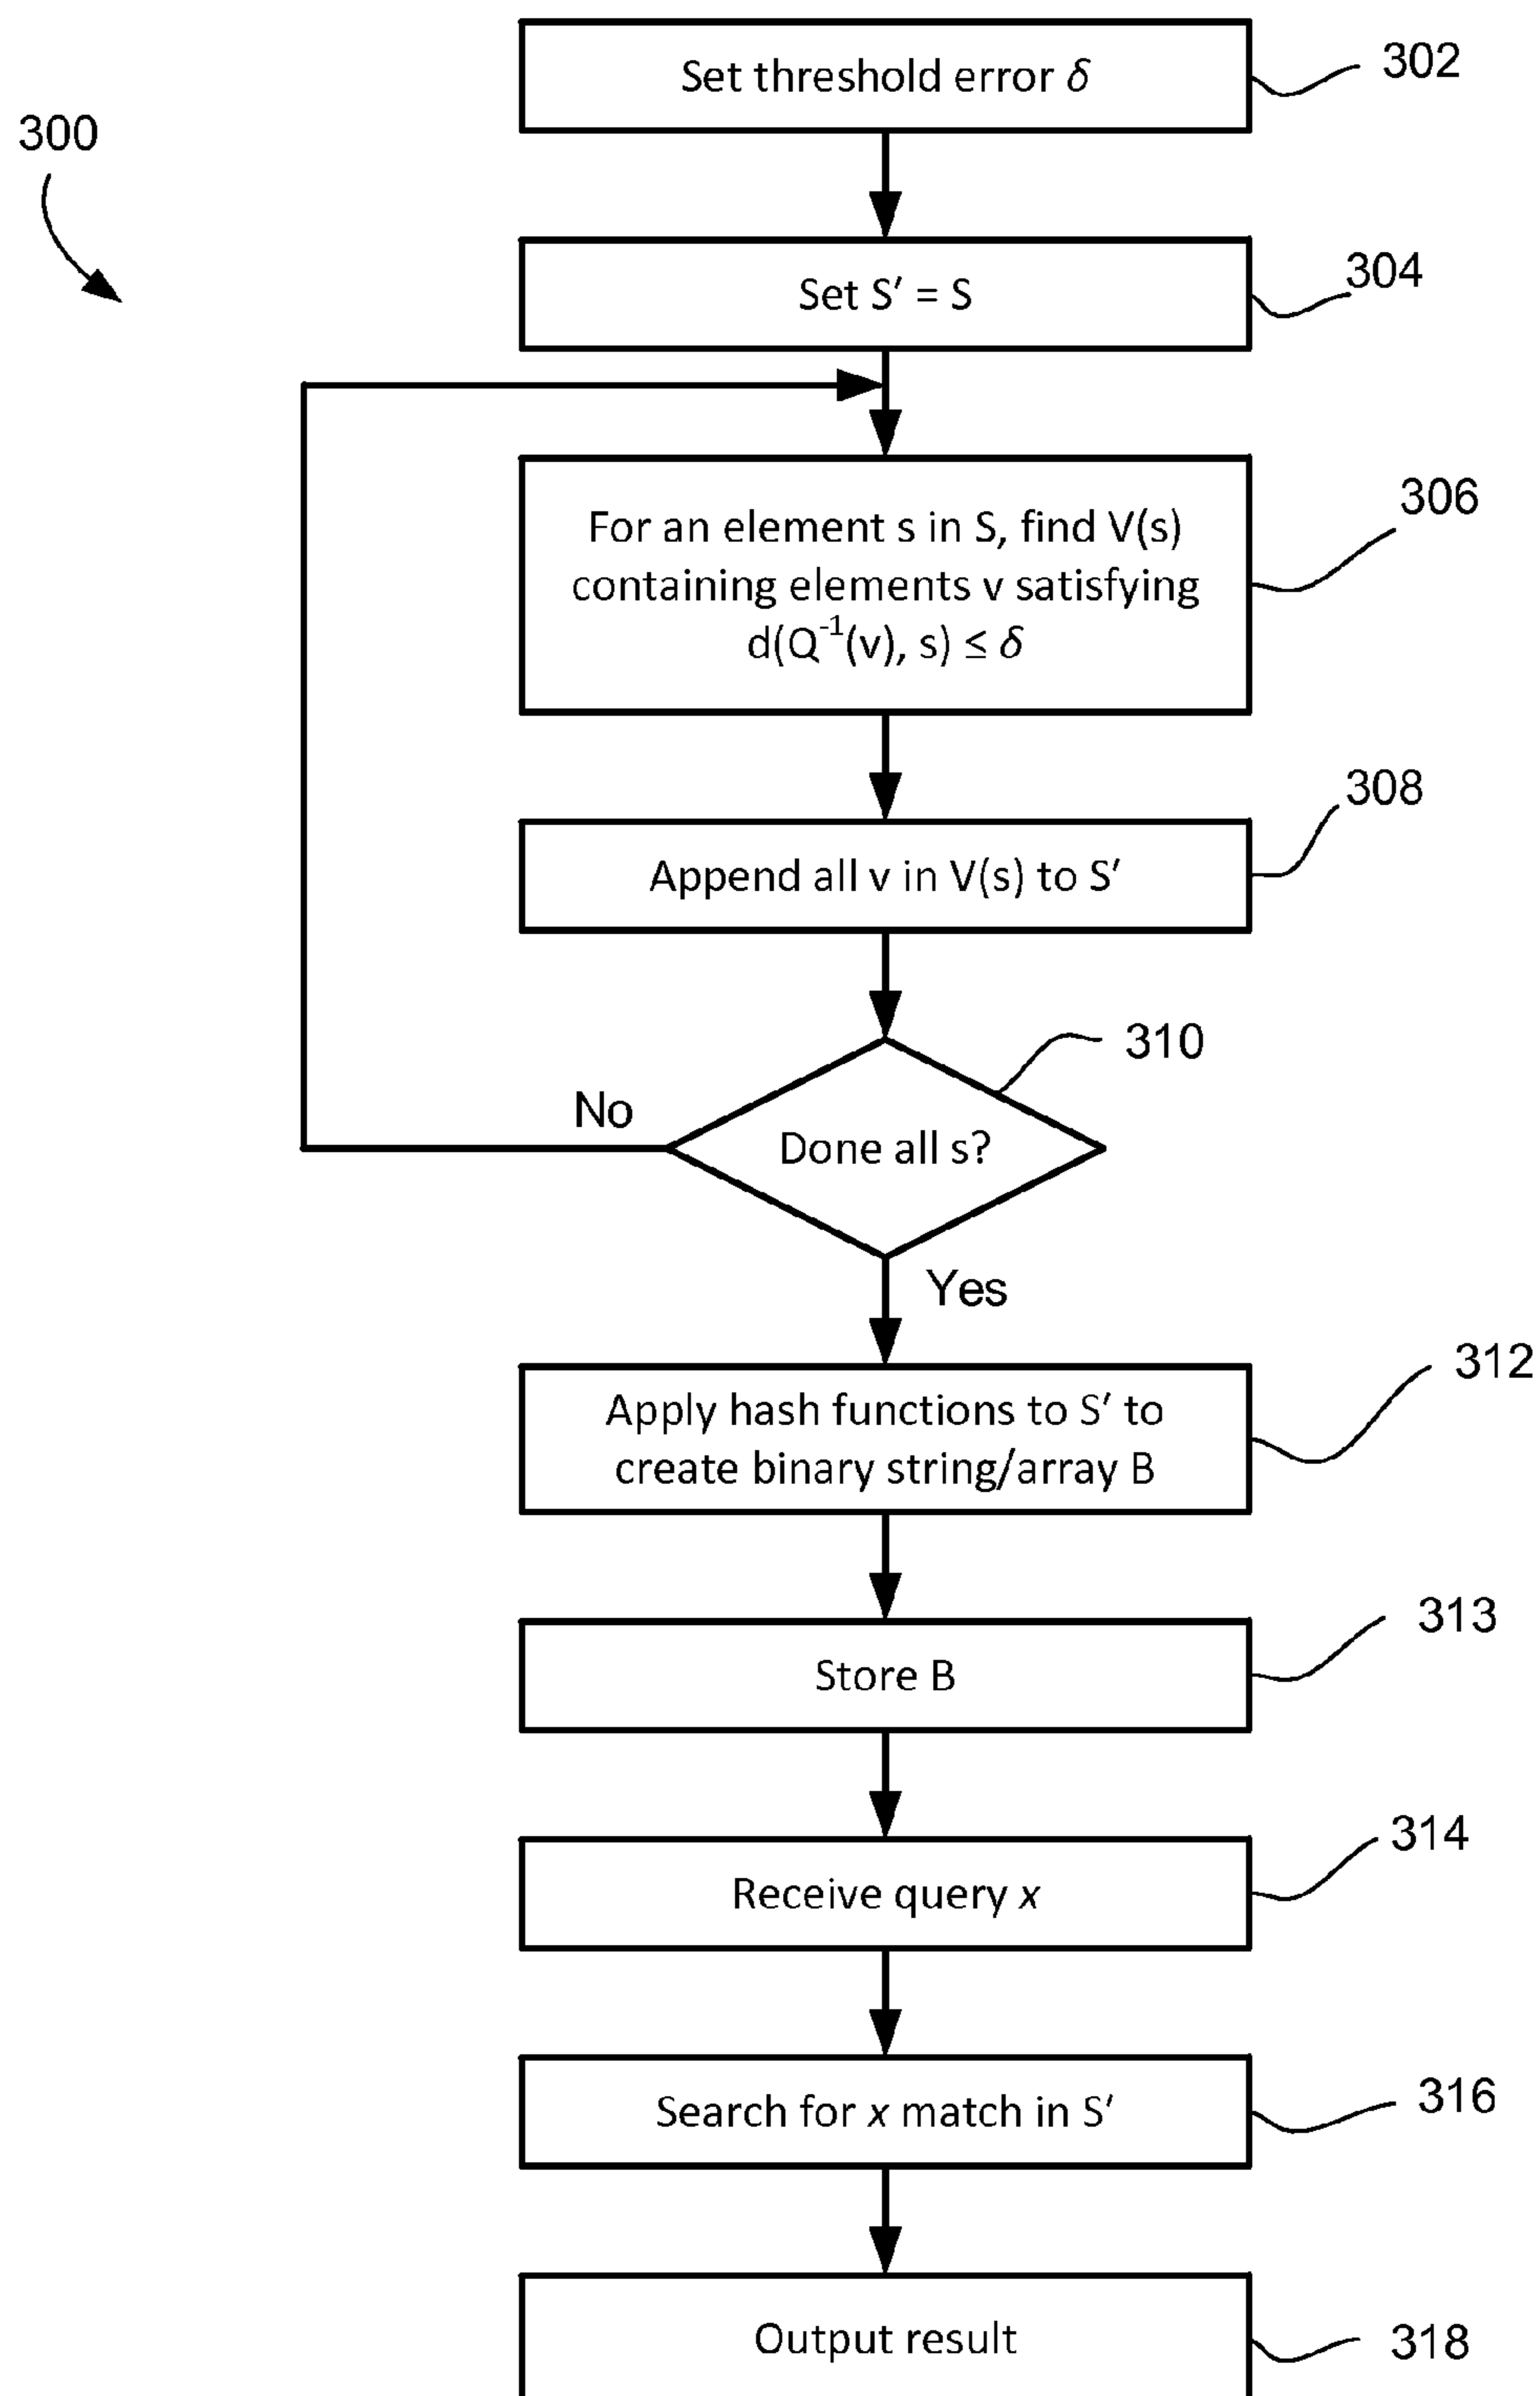 Set threshold error δ
302
300
Set S′ = S
304
For an element s in S, find V(s)
containing elements v satisfying
d(Q⁻¹(v), s) ≤ δ
306
Append all v in V(s) to S′
308
310
No
Done all s?
Yes
Apply hash functions to S′ to
create binary string/array B
312
Store B
313
Receive query x
314
Search for x match in S′
316
Output result
318